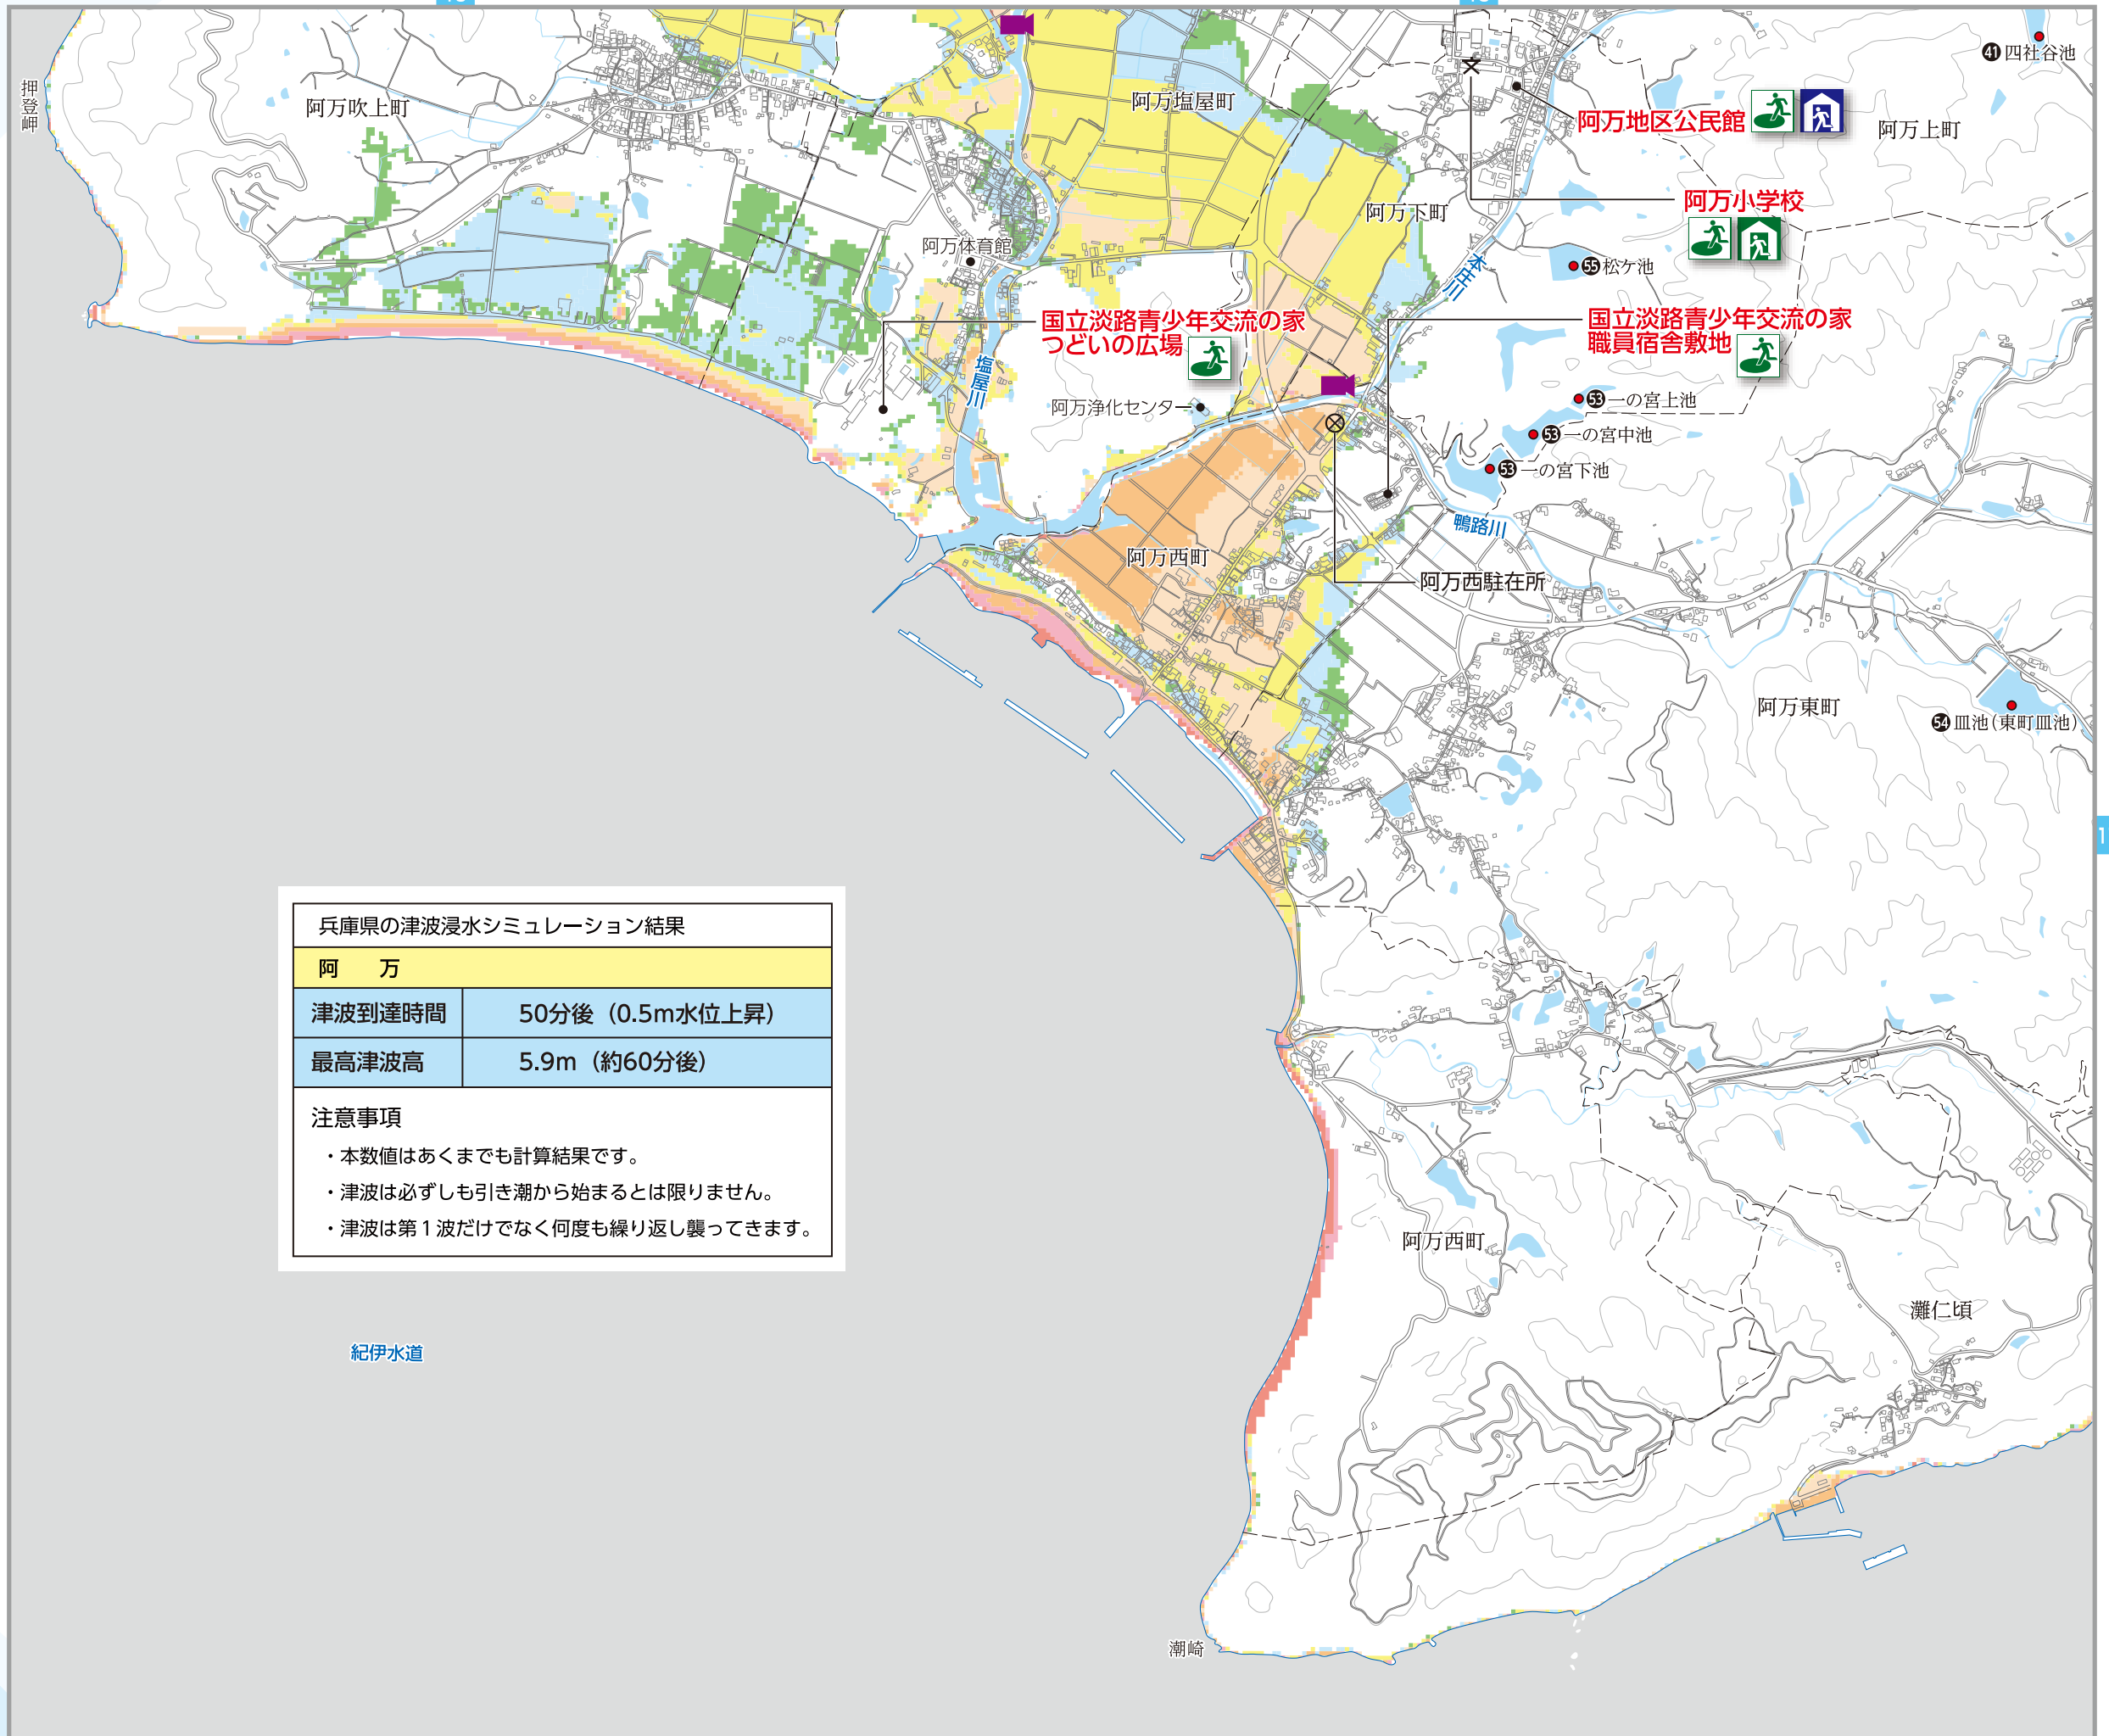 押登岬
阿万吹上町
阿万塩屋町
㊶四社谷池
阿万地区公民館
阿万上町
阿万小学校
阿万下町
阿万体育館
本庄川
55松ケ池
国立淡路青少年交流の家
つどいの広場
国立淡路青少年交流の家
職員宿舎敷地
塩屋川
阿万浄化センター
53一の宮上池
53一の宮中池
53一の宮下池
鴨路川
阿万西町
阿万西駐在所
阿万東町
54皿池(東町皿池)
兵庫県の津波浸水シミュレーション結果
阿　万
津波到達時間 50分後（0.5m水位上昇）
最高津波高 5.9m（約60分後）
注意事項
・本数値はあくまでも計算結果です。
・津波は必ずしも引き潮から始まるとは限りません。
・津波は第1波だけでなく何度も繰り返し襲ってきます。
阿万西町
灘仁頃
紀伊水道
潮崎